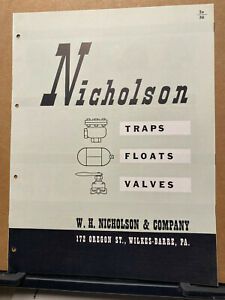 Nicholson
TRAPS
FLOATS
VALVES
W. H. NICHOLSON & COMPANY
172 OREGON ST., WILKES-BARRE, PA.